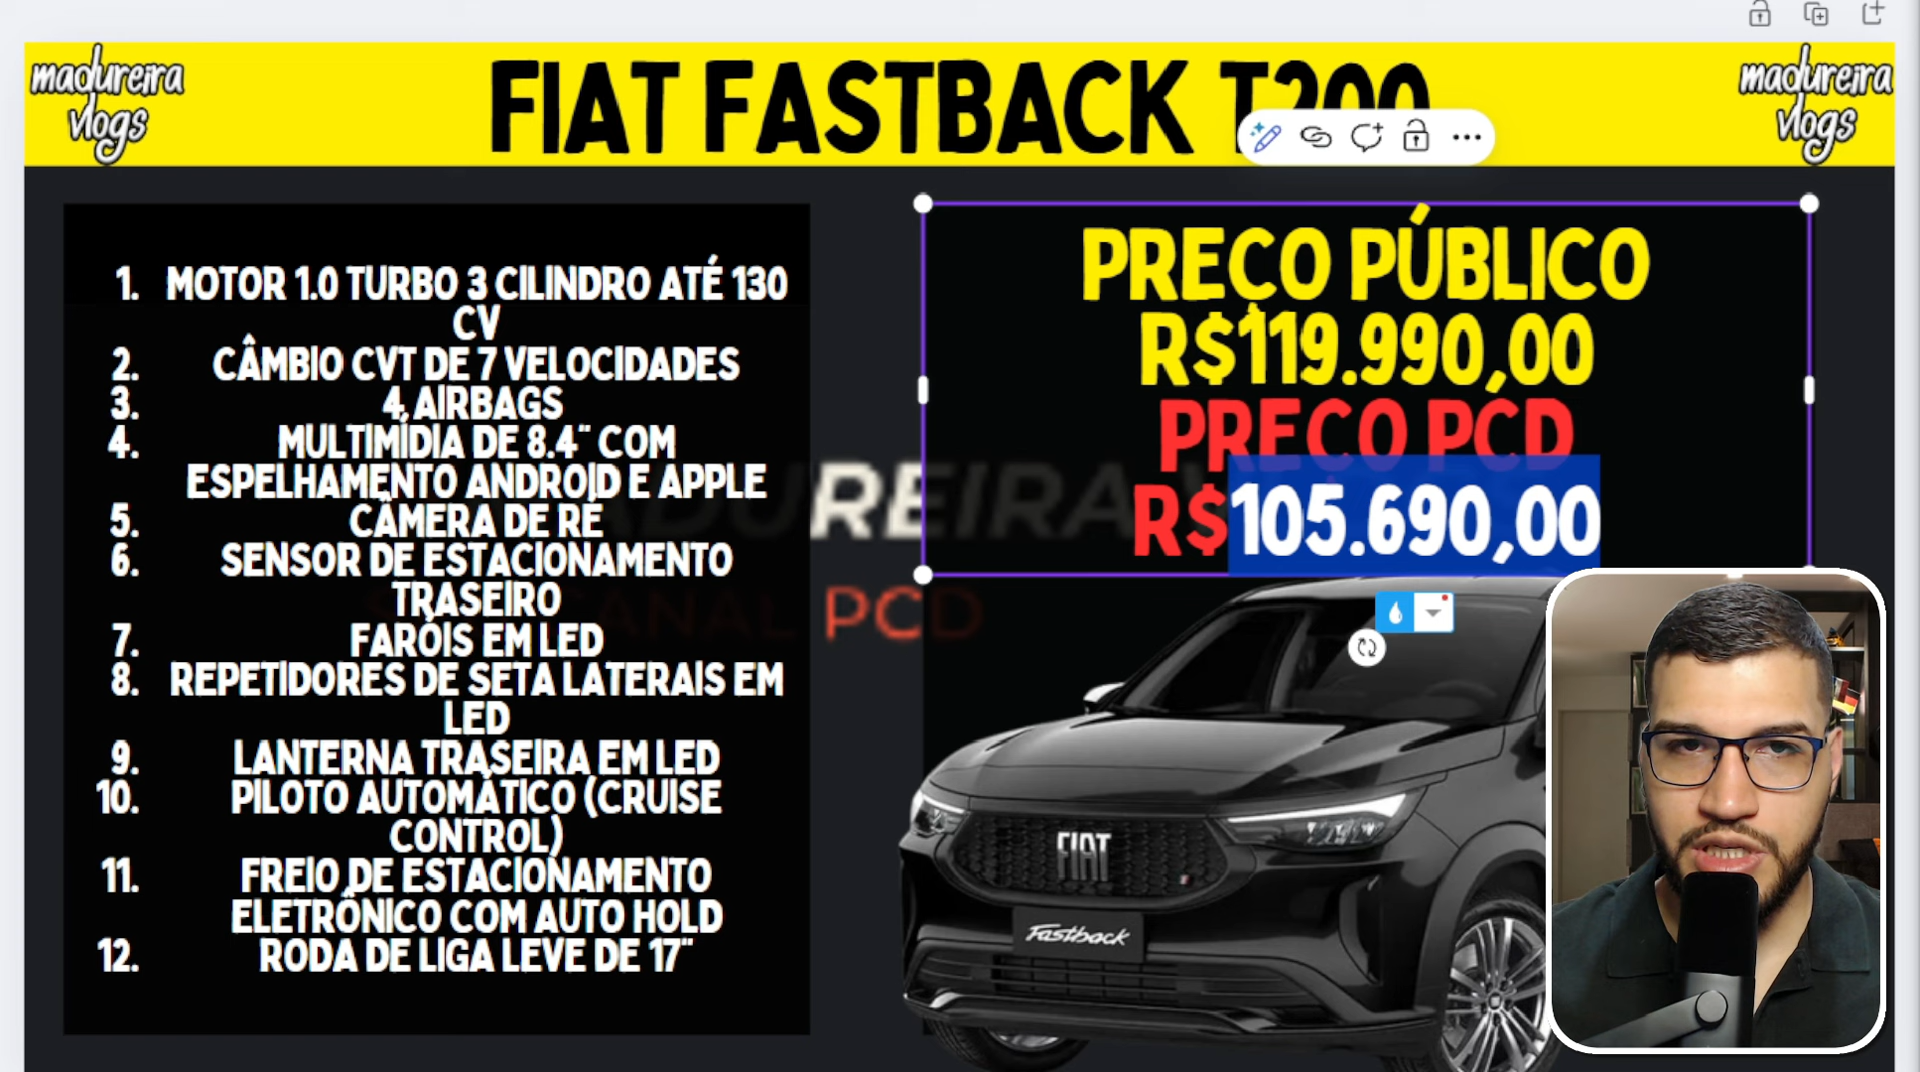 madureira
vlogs
FIAT FASTBACK T200
madureira
vlogs
1. MOTOR 1.0 TURBO 3 CILINDRO ATÉ 130
CV
2. CÂMBIO CVT DE 7 VELOCIDADES
3. 4 AIRBAGS
4. MULTIMÍDIA DE 8.4" COM
ESPELHAMENTO ANDROID E APPLE
5. CÂMERA DE RÉ
6. SENSOR DE ESTACIONAMENTO
TRASEIRO
7. FARÓIS EM LED
8. REPETIDORES DE SETA LATERAIS EM
LED
9. LANTERNA TRASEIRA EM LED
10. PILOTO AUTOMÁTICO (CRUISE
CONTROL)
11. FREIO DE ESTACIONAMENTO
ELETRÔNICO COM AUTO HOLD
12. RODA DE LIGA LEVE DE 17"
PREÇO PÚBLICO
R$119.990,00
PREÇO PCD
R$105.690,00
MADUREIRA
CANAL PCD
FIAT
Fastback